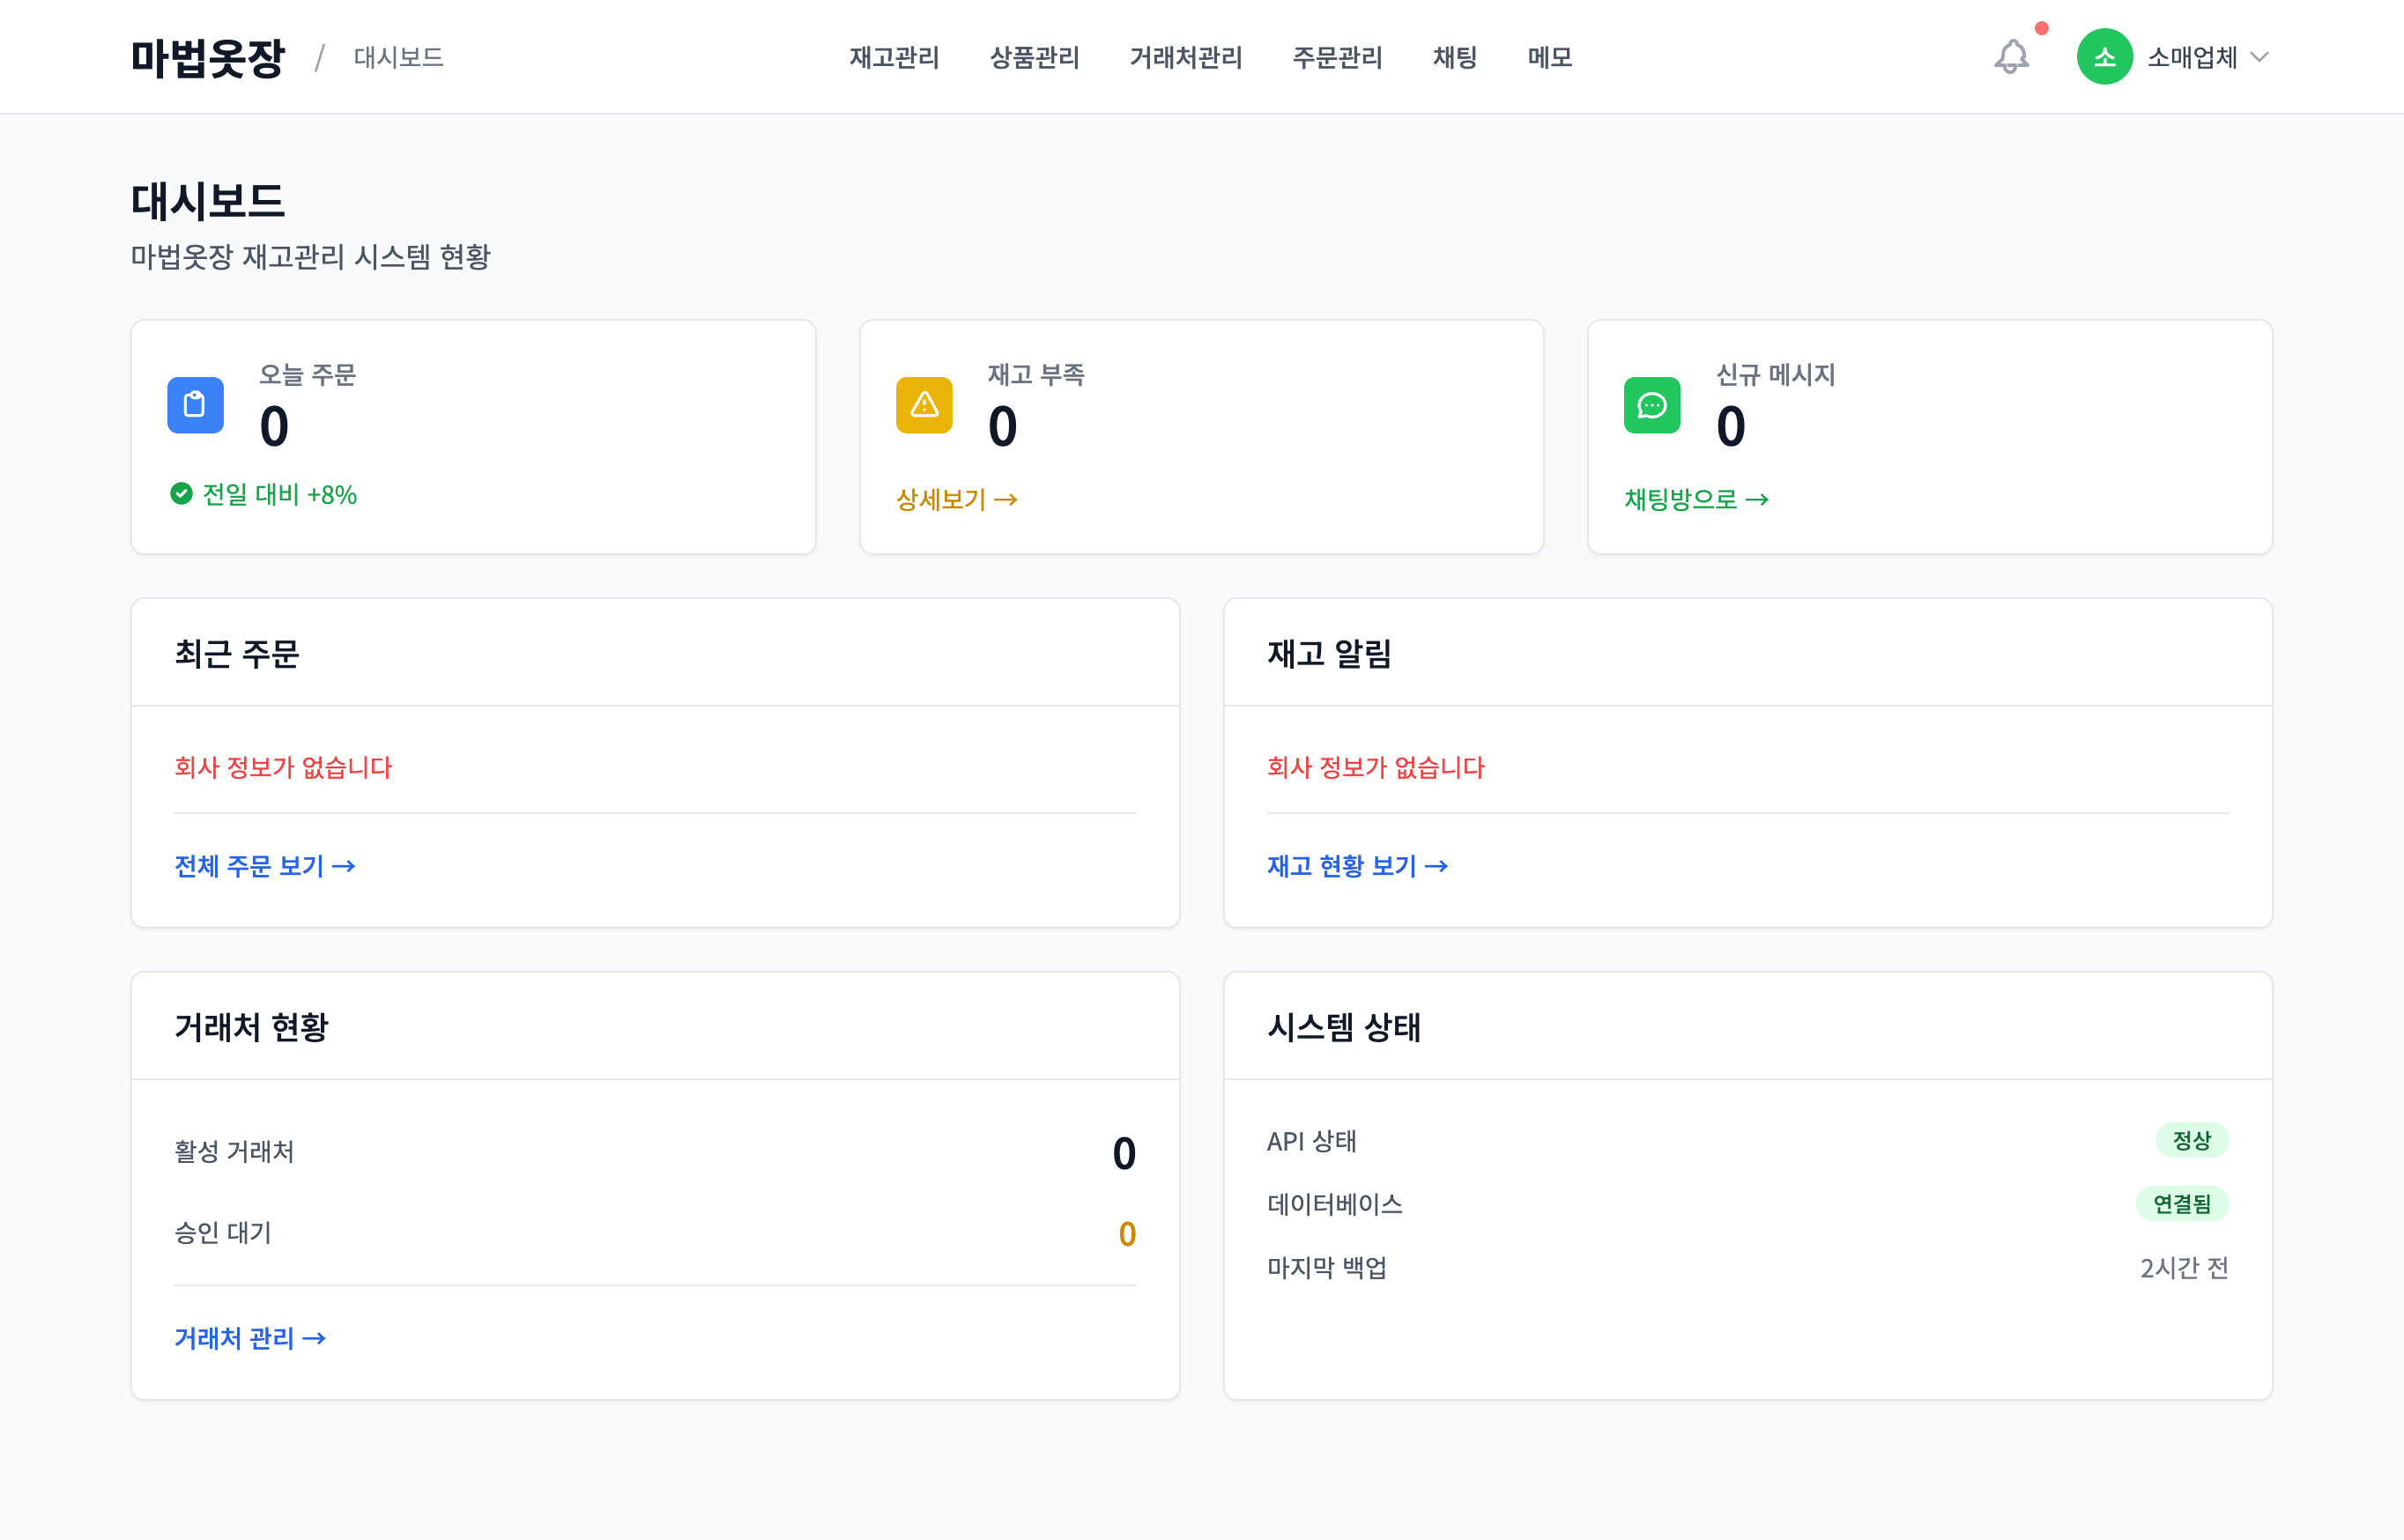 마법옷장 / 대시보드
재고관리 상품관리 거래처관리 주문관리 채팅 메모
소 소매업체
대시보드
마법옷장 재고관리 시스템 현황
오늘 주문
0
전일 대비 +8%
재고 부족
0
상세보기 →
신규 메시지
0
채팅방으로 →
최근 주문
회사 정보가 없습니다
전체 주문 보기 →
재고 알림
회사 정보가 없습니다
재고 현황 보기 →
거래처 현황
활성 거래처 0
승인 대기 0
거래처 관리 →
시스템 상태
API 상태 정상
데이터베이스 연결됨
마지막 백업 2시간 전